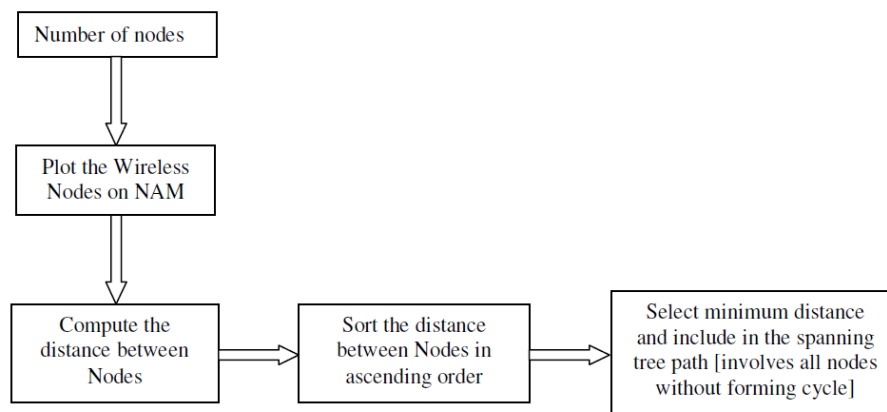 Number of nodes
Plot the Wireless
Nodes on NAM
Compute the
distance between
Nodes
Sort the distance
between Nodes in
ascending order
Select minimum distance
and include in the spanning
tree path [involves all nodes
without forming cycle]